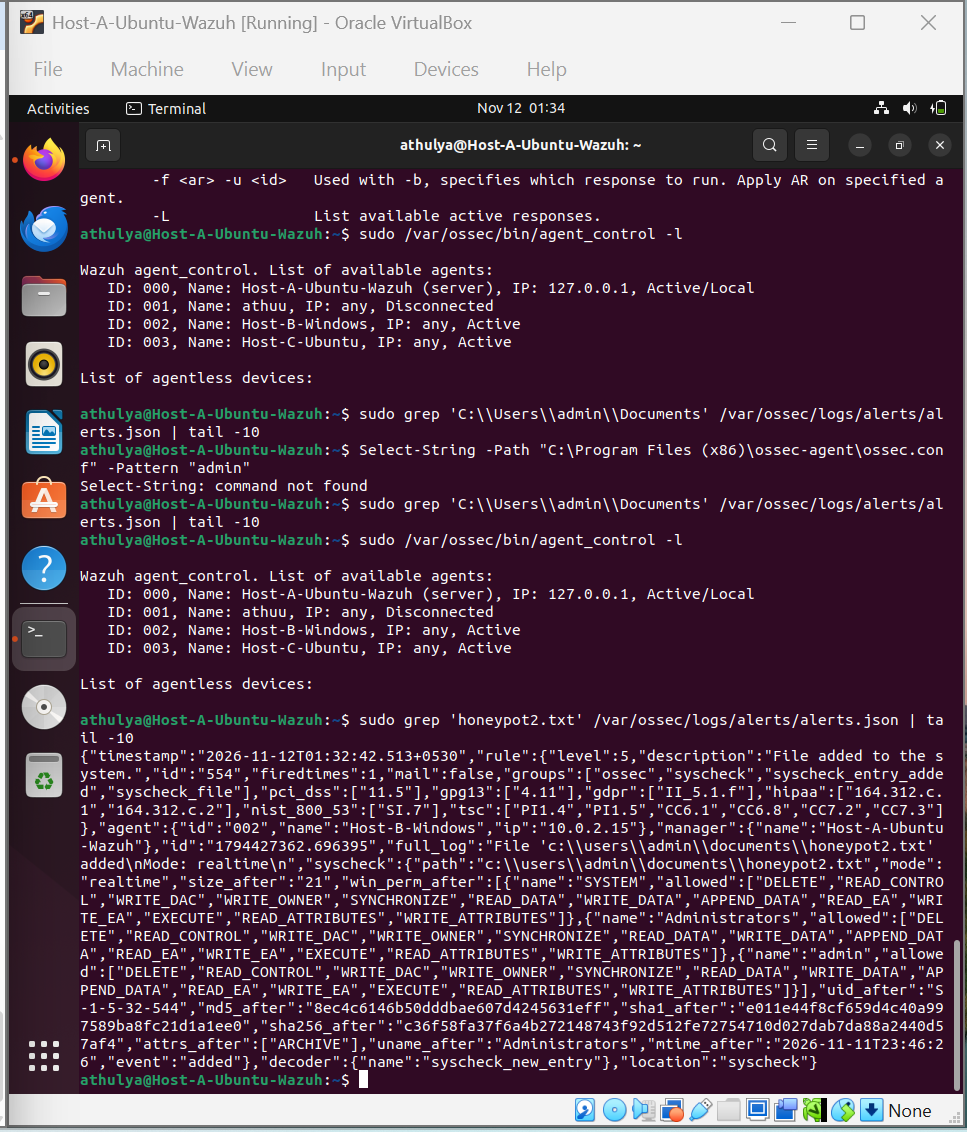 Host-A-Ubuntu-Wazuh [Running] - Oracle VirtualBox
File Machine View Input Devices Help
Activities Terminal Nov 12 01:34
athulya@Host-A-Ubuntu-Wazuh: ~
-f <ar> -u <id> Used with -b, specifies which response to run. Apply AR on specified a
gent.
-L List available active responses.
athulya@Host-A-Ubuntu-Wazuh:~$ sudo /var/ossec/bin/agent_control -l
Wazuh agent_control. List of available agents:
ID: 000, Name: Host-A-Ubuntu-Wazuh (server), IP: 127.0.0.1, Active/Local
ID: 001, Name: athuu, IP: any, Disconnected
ID: 002, Name: Host-B-Windows, IP: any, Active
ID: 003, Name: Host-C-Ubuntu, IP: any, Active
List of agentless devices:
athulya@Host-A-Ubuntu-Wazuh:~$ sudo grep 'C:\\Users\\admin\\Documents' /var/ossec/logs/alerts/al
erts.json | tail -10
athulya@Host-A-Ubuntu-Wazuh:~$ Select-String -Path "C:\Program Files (x86)\ossec-agent\ossec.con
f" -Pattern "admin"
Select-String: command not found
athulya@Host-A-Ubuntu-Wazuh:~$ sudo grep 'C:\\Users\\admin\\Documents' /var/ossec/logs/alerts/al
erts.json | tail -10
athulya@Host-A-Ubuntu-Wazuh:~$ sudo /var/ossec/bin/agent_control -l
Wazuh agent_control. List of available agents:
ID: 000, Name: Host-A-Ubuntu-Wazuh (server), IP: 127.0.0.1, Active/Local
ID: 001, Name: athuu, IP: any, Disconnected
ID: 002, Name: Host-B-Windows, IP: any, Active
ID: 003, Name: Host-C-Ubuntu, IP: any, Active
List of agentless devices:
athulya@Host-A-Ubuntu-Wazuh:~$ sudo grep 'honeypot2.txt' /var/ossec/logs/alerts/alerts.json | ta
il -10
{"timestamp":"2026-11-12T01:32:42.513+0530","rule":{"level":5,"description":"File added to the s
ystem.","id":"554","firedtimes":1,"mail":false,"groups":["ossec","syscheck","syscheck_entry_adde
d","syscheck_file"],"pci_dss":["11.5"],"gpg13":["4.11"],"gdpr":["II_5.1.f"],"hipaa":["164.312.c.
1","164.312.c.2"],"nist_800_53":["SI.7"],"tsc":["PI1.4","PI1.5","CC6.1","CC6.8","CC7.2","CC7.3"]
},"agent":{"id":"002","name":"Host-B-Windows","ip":"10.0.2.15"},"manager":{"name":"Host-A-Ubuntu
-Wazuh"},"id":"1794427362.696395","full_log":"File 'c:\\users\\admin\\documents\\honeypot2.txt'
added\nMode: realtime\n","syscheck":{"path":"c:\\users\\admin\\documents\\honeypot2.txt","mode":
"realtime","size_after":"21","win_perm_after":[{"name":"SYSTEM","allowed":["DELETE","READ_CONTRO
L","WRITE_DAC","WRITE_OWNER","SYNCHRONIZE","READ_DATA","WRITE_DATA","APPEND_DATA","READ_EA","WRI
TE_EA","EXECUTE","READ_ATTRIBUTES","WRITE_ATTRIBUTES"]},{"name":"Administrators","allowed":["DEL
ETE","READ_CONTROL","WRITE_DAC","WRITE_OWNER","SYNCHRONIZE","READ_DATA","WRITE_DATA","APPEND_DAT
A","READ_EA","WRITE_EA","EXECUTE","READ_ATTRIBUTES","WRITE_ATTRIBUTES"]},{"name":"admin","allowe
d":["DELETE","READ_CONTROL","WRITE_DAC","WRITE_OWNER","SYNCHRONIZE","READ_DATA","WRITE_DATA","AP
PEND_DATA","READ_EA","WRITE_EA","EXECUTE","READ_ATTRIBUTES","WRITE_ATTRIBUTES"]}],"uid_after":"S
-1-5-32-544","md5_after":"8ec4c6146b50dddbae607d4245631eff","sha1_after":"e011e44f8cf659d4c40a99
7589ba8fc21d1a1ee0","sha256_after":"c36f58fa37f6a4b272148743f92d512fe72754710d027dab7da88a2440d5
7af4","attrs_after":["ARCHIVE"],"uname_after":"Administrators","mtime_after":"2026-11-11T23:46:2
6","event":"added"},"decoder":{"name":"syscheck_new_entry"},"location":"syscheck"}
athulya@Host-A-Ubuntu-Wazuh:~$
None